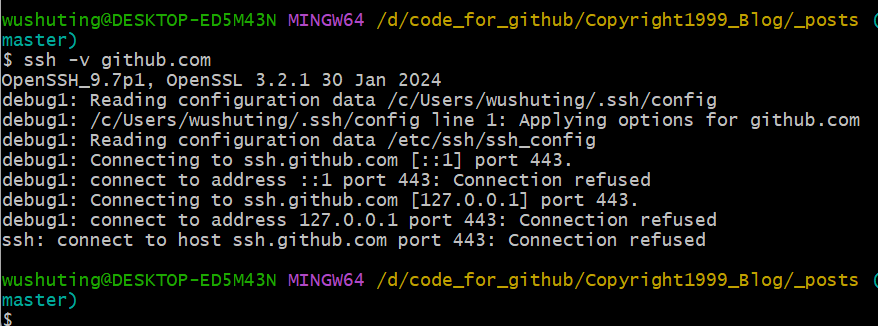 wushuting@DESKTOP-ED5M43N MINGW64 /d/code_for_github/Copyright1999_Blog/_posts (
master)
$ ssh -v github.com
OpenSSH_9.7p1, OpenSSL 3.2.1 30 Jan 2024
debug1: Reading configuration data /c/Users/wushuting/.ssh/config
debug1: /c/Users/wushuting/.ssh/config line 1: Applying options for github.com
debug1: Reading configuration data /etc/ssh/ssh_config
debug1: Connecting to ssh.github.com [::1] port 443.
debug1: connect to address ::1 port 443: Connection refused
debug1: Connecting to ssh.github.com [127.0.0.1] port 443.
debug1: connect to address 127.0.0.1 port 443: Connection refused
ssh: connect to host ssh.github.com port 443: Connection refused
wushuting@DESKTOP-ED5M43N MINGW64 /d/code_for_github/Copyright1999_Blog/_posts (
master)
$